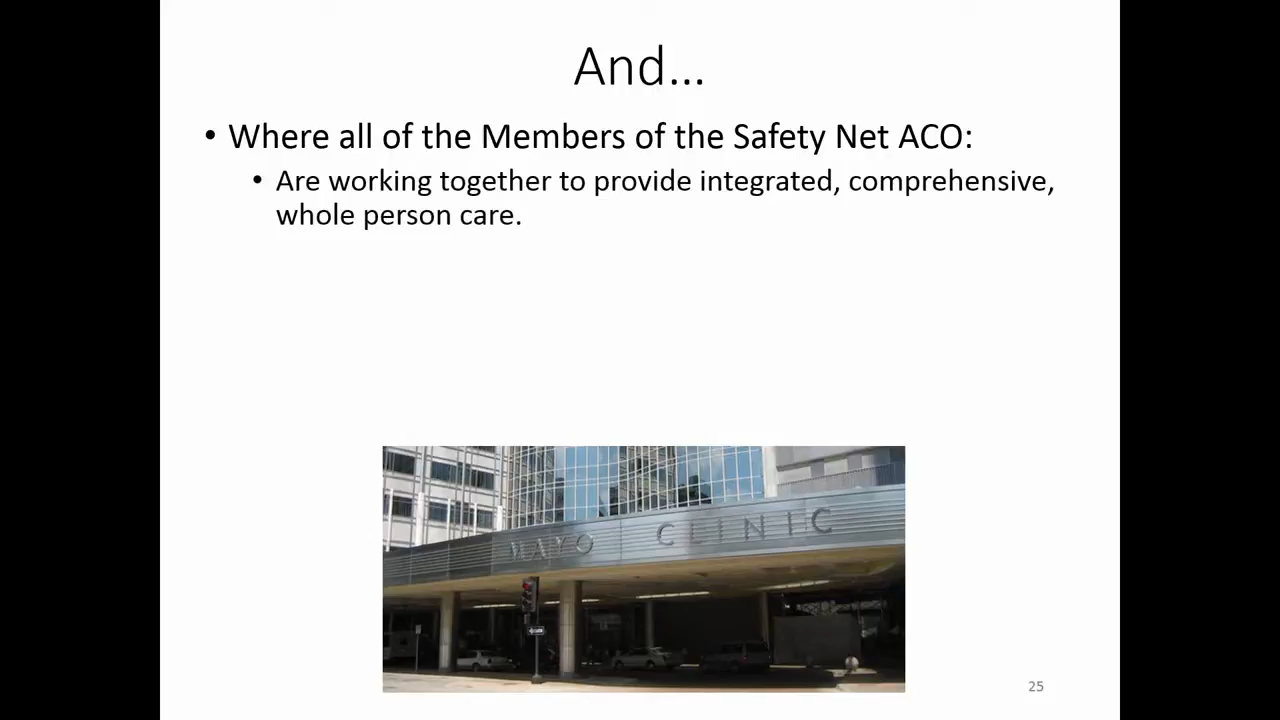 And…
• Where all of the Members of the Safety Net ACO:
• Are working together to provide integrated, comprehensive,
whole person care.
MAYO CLINIC
25